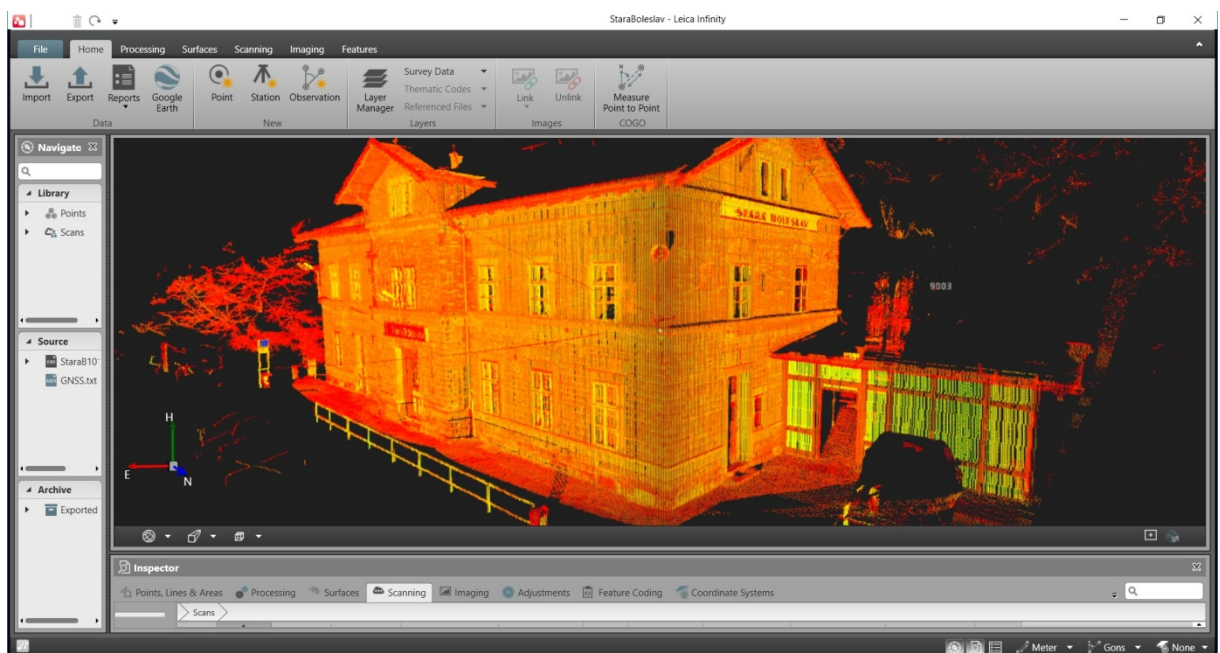 StaraBoleslav - Leica Infinity
File Home Processing Surfaces Scanning Imaging Features
Import Export Reports Google Earth Point Station Observation Layer Manager Survey Data Thematic Codes Referenced Files Link Unlink Measure Point to Point
Data New Layers Images COGO
Navigato
Library
Points
Scans
Source
StaraB10
GNSS.txt
Archive
Exported
STARÁ BOLESLAV
9003
H
E
N
Inspector
Points, Lines & Areas Processing Surfaces Scanning Imaging Adjustments Feature Coding Coordinate Systems
Scans
Meter Gons None